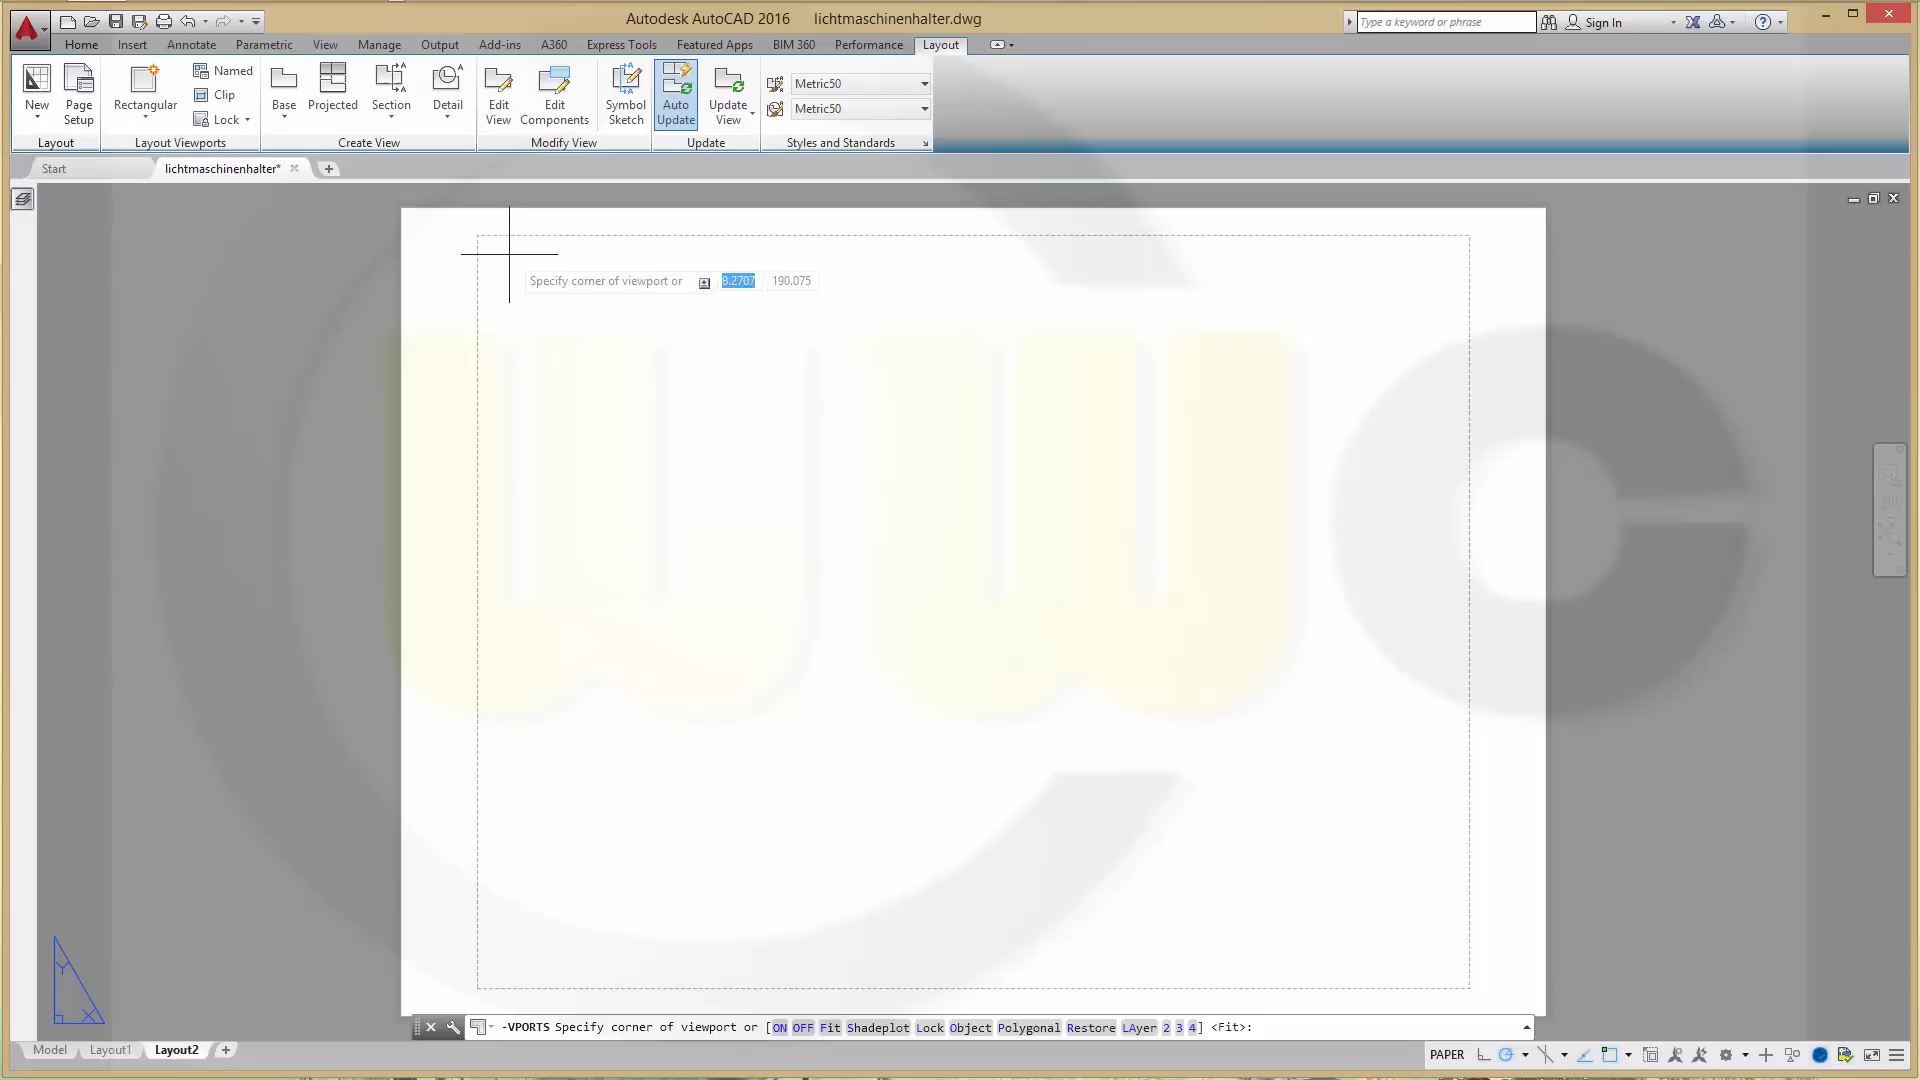 Autodesk AutoCAD 2016 lichtmaschinenhalter.dwg
Type a keyword or phrase
Sign In
Home Insert Annotate Parametric View Manage Output Add-ins A360 Express Tools Featured Apps BIM 360 Performance Layout
New
Page Setup
Rectangular
Named
Clip
Lock
Base
Projected
Section
Detail
Edit View
Edit Components
Symbol Sketch
Auto Update
Update View
Metric50
Metric50
Layout Layout Viewports Create View Modify View Update Styles and Standards
Start lichtmaschinenhalter*
Specify corner of viewport or 8.2707 190.075
Y
X
-VPORTS Specify corner of viewport or [ON OFF Fit Shadeplot Lock Object Polygonal Restore LAyer 2 3 4] <Fit>:
Model Layout1 Layout2
PAPER